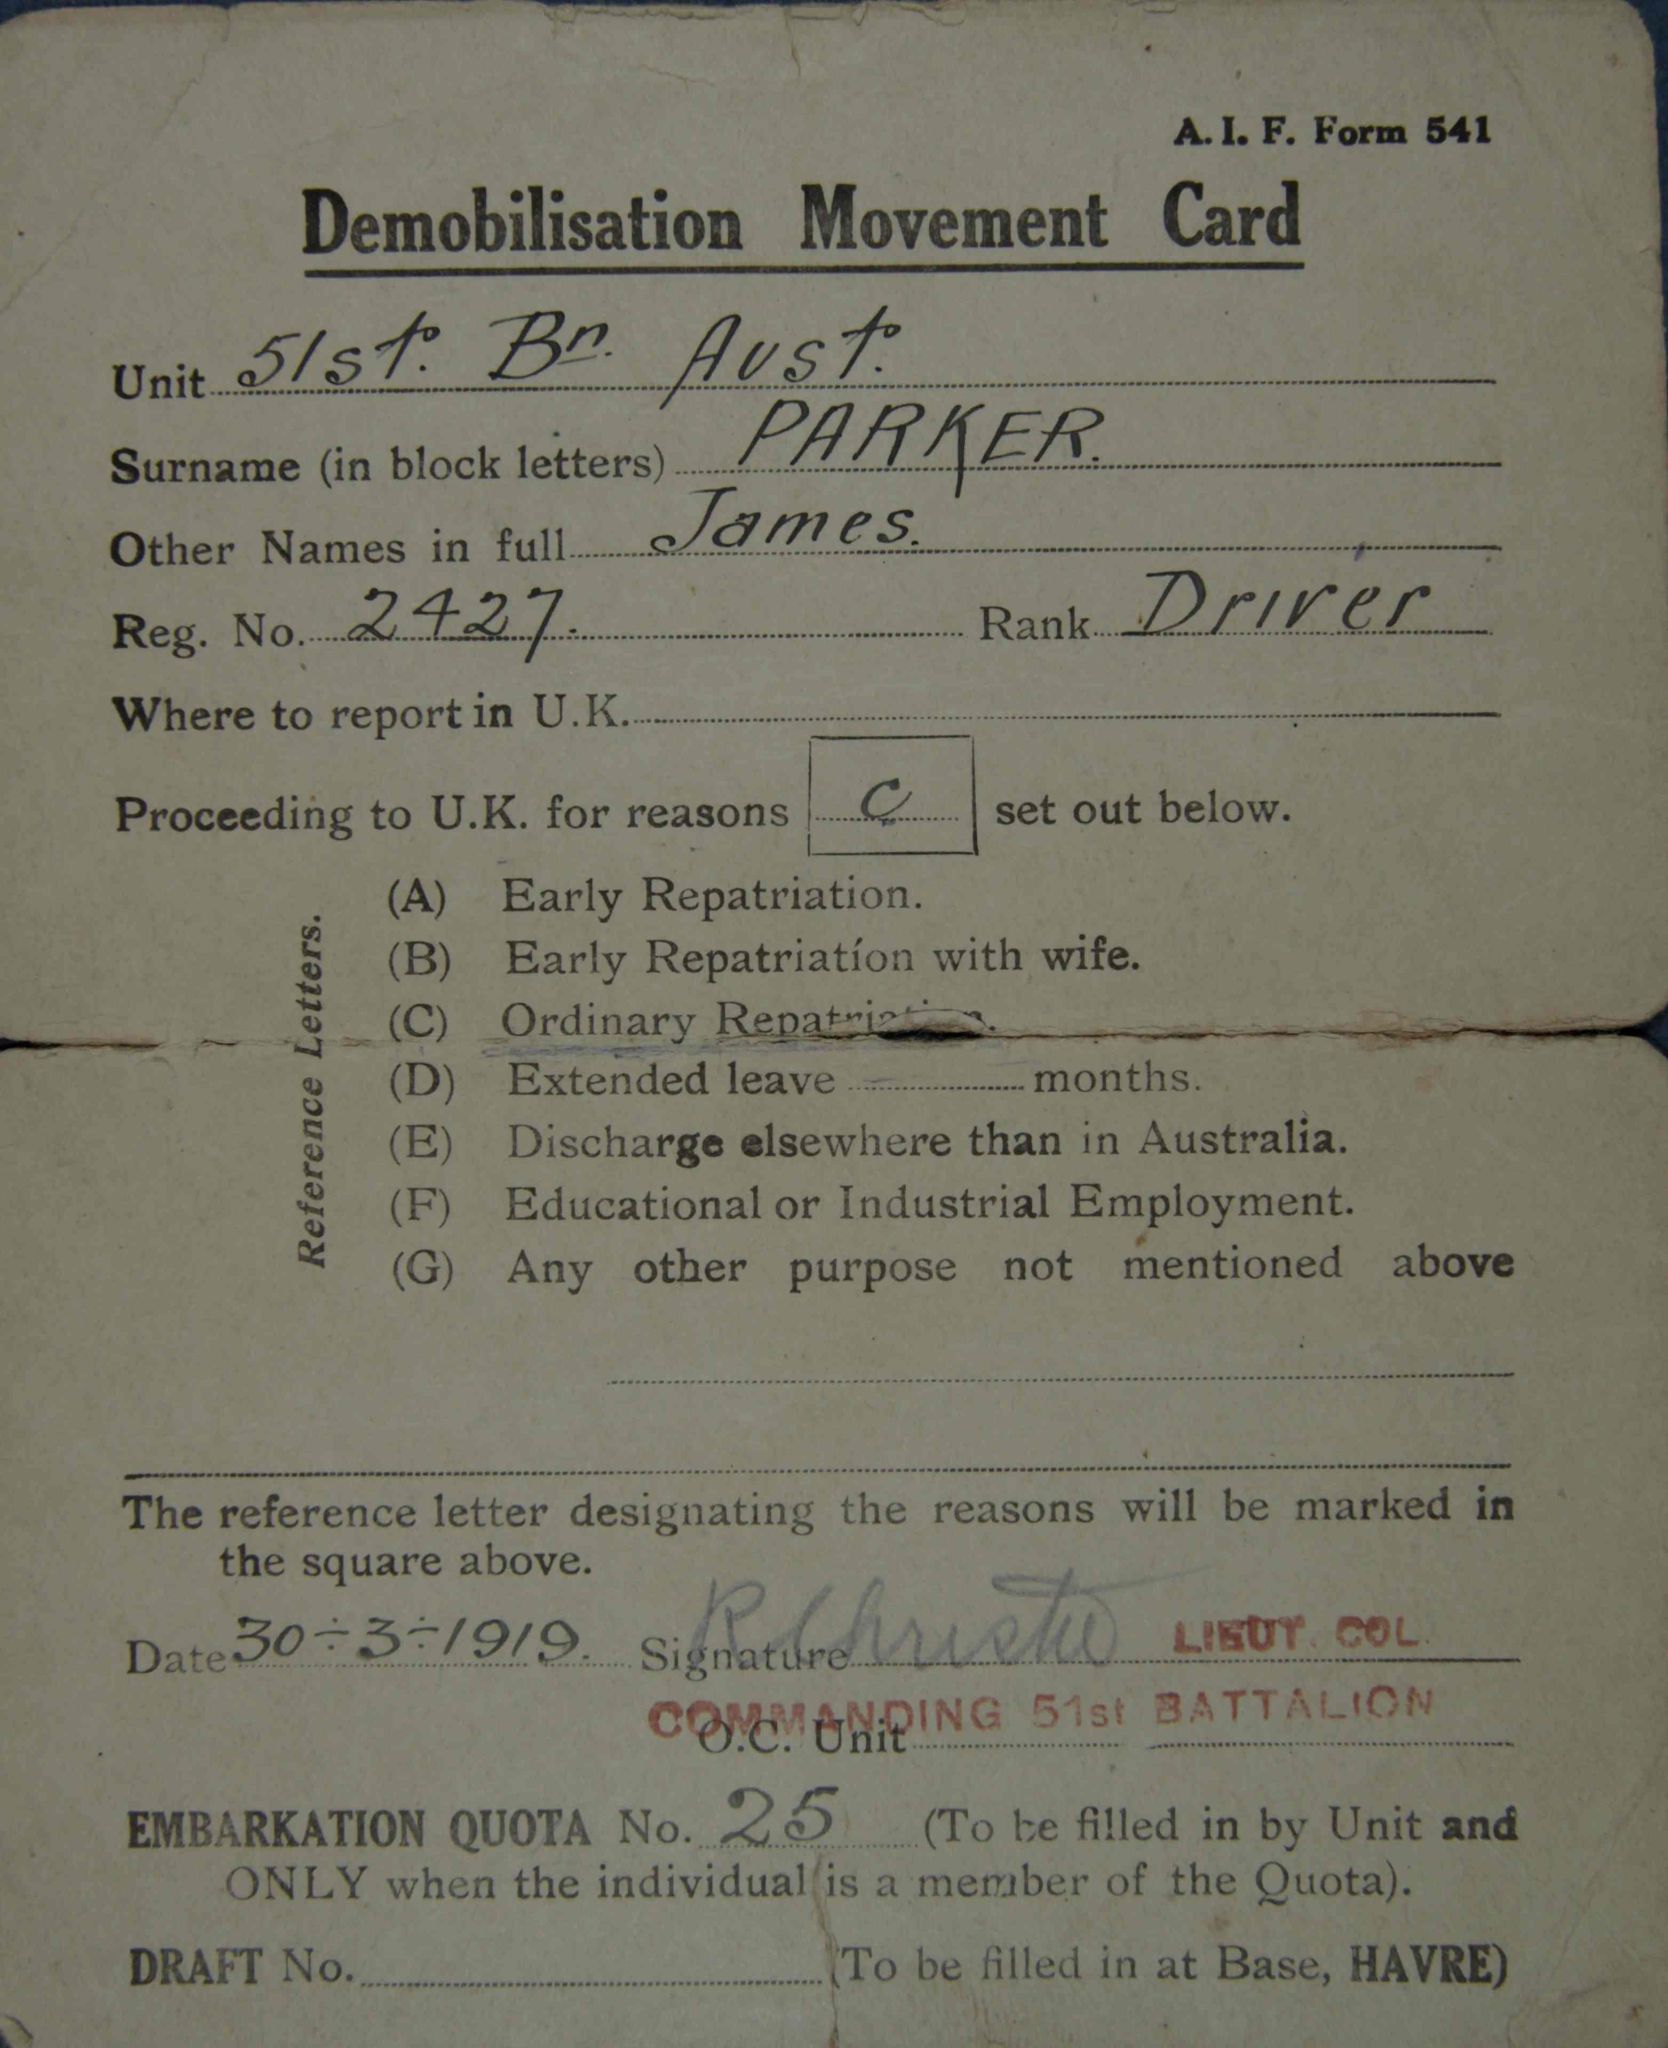 A. I. F. Form 541
Demobilisation Movement Card
Unit 51st. Bn. Aust.
Surname (in block letters) PARKER.
Other Names in full James.
Reg. No. 2427. Rank Driver
Where to report in U.K.
Proceeding to U.K. for reasons C set out below.
Reference Letters.
(A) Early Repatriation.
(B) Early Repatriation with wife.
(C) Ordinary Repatriation.
(D) Extended leave months.
(E) Discharge elsewhere than in Australia.
(F) Educational or Industrial Employment.
(G) Any other purpose not mentioned above
The reference letter designating the reasons will be marked in
the square above.
Date 30÷3÷1919. Signature R Christie LIEUT. COL.
COMMANDING 51st BATTALION
O.C. Unit
EMBARKATION QUOTA No. 25 (To be filled in by Unit and
ONLY when the individual is a member of the Quota).
DRAFT No. (To be filled in at Base, HAVRE)